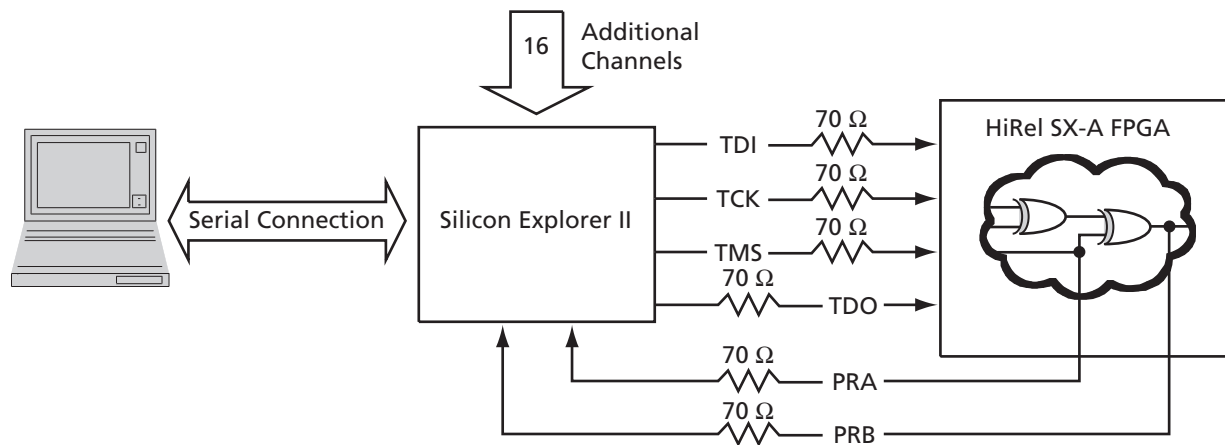 16
Additional
Channels
HiRel SX-A FPGA
70 Ω
TDI
70 Ω
TCK
Serial Connection
Silicon Explorer II
70 Ω
TMS
70 Ω
TDO
70 Ω
PRA
70 Ω
PRB